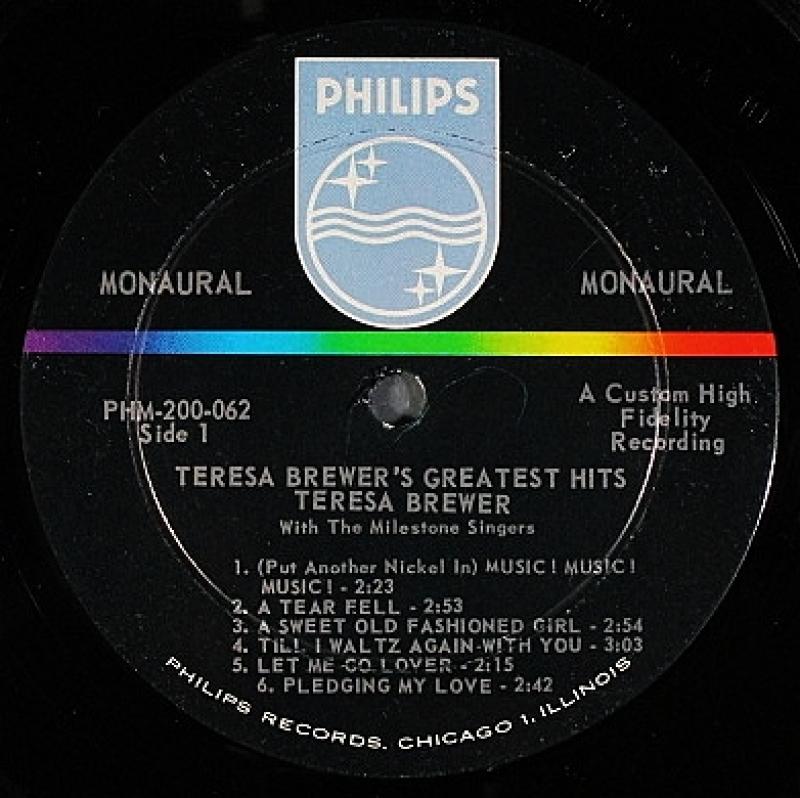 PHILIPS
MONAURAL
MONAURAL
PHM-200-062
Side 1
A Custom High
Fidelity
Recording
TERESA BREWER'S GREATEST HITS
TERESA BREWER
With The Milestone Singers
1. (Put Another Nickel In) MUSIC! MUSIC!
MUSIC! - 2:23
2. A TEAR FELL - 2:53
3. A SWEET OLD FASHIONED GIRL - 2:54
4. TILL I WALTZ AGAIN WITH YOU - 3:03
5. LET ME GO LOVER - 2:15
6. PLEDGING MY LOVE - 2:42
PHILIPS RECORDS. CHICAGO 1, ILLINOIS